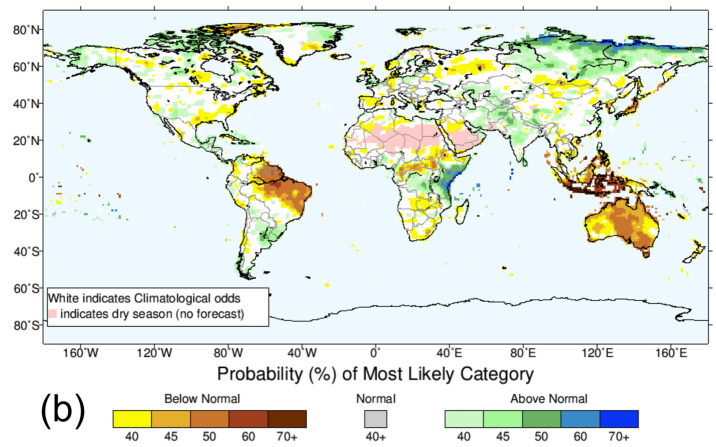 80˚N
60˚N
40˚N
20˚N
0˚
20˚S
40˚S
60˚S
80˚S
White indicates Climatological odds
indicates dry season (no forecast)
160˚W 120˚W 80˚W 40˚W 0˚ 40˚E 80˚E 120˚E 160˚E
Probability (%) of Most Likely Category
(b)
Below Normal Normal Above Normal
40 45 50 60 70+ 40+ 40 45 50 60 70+